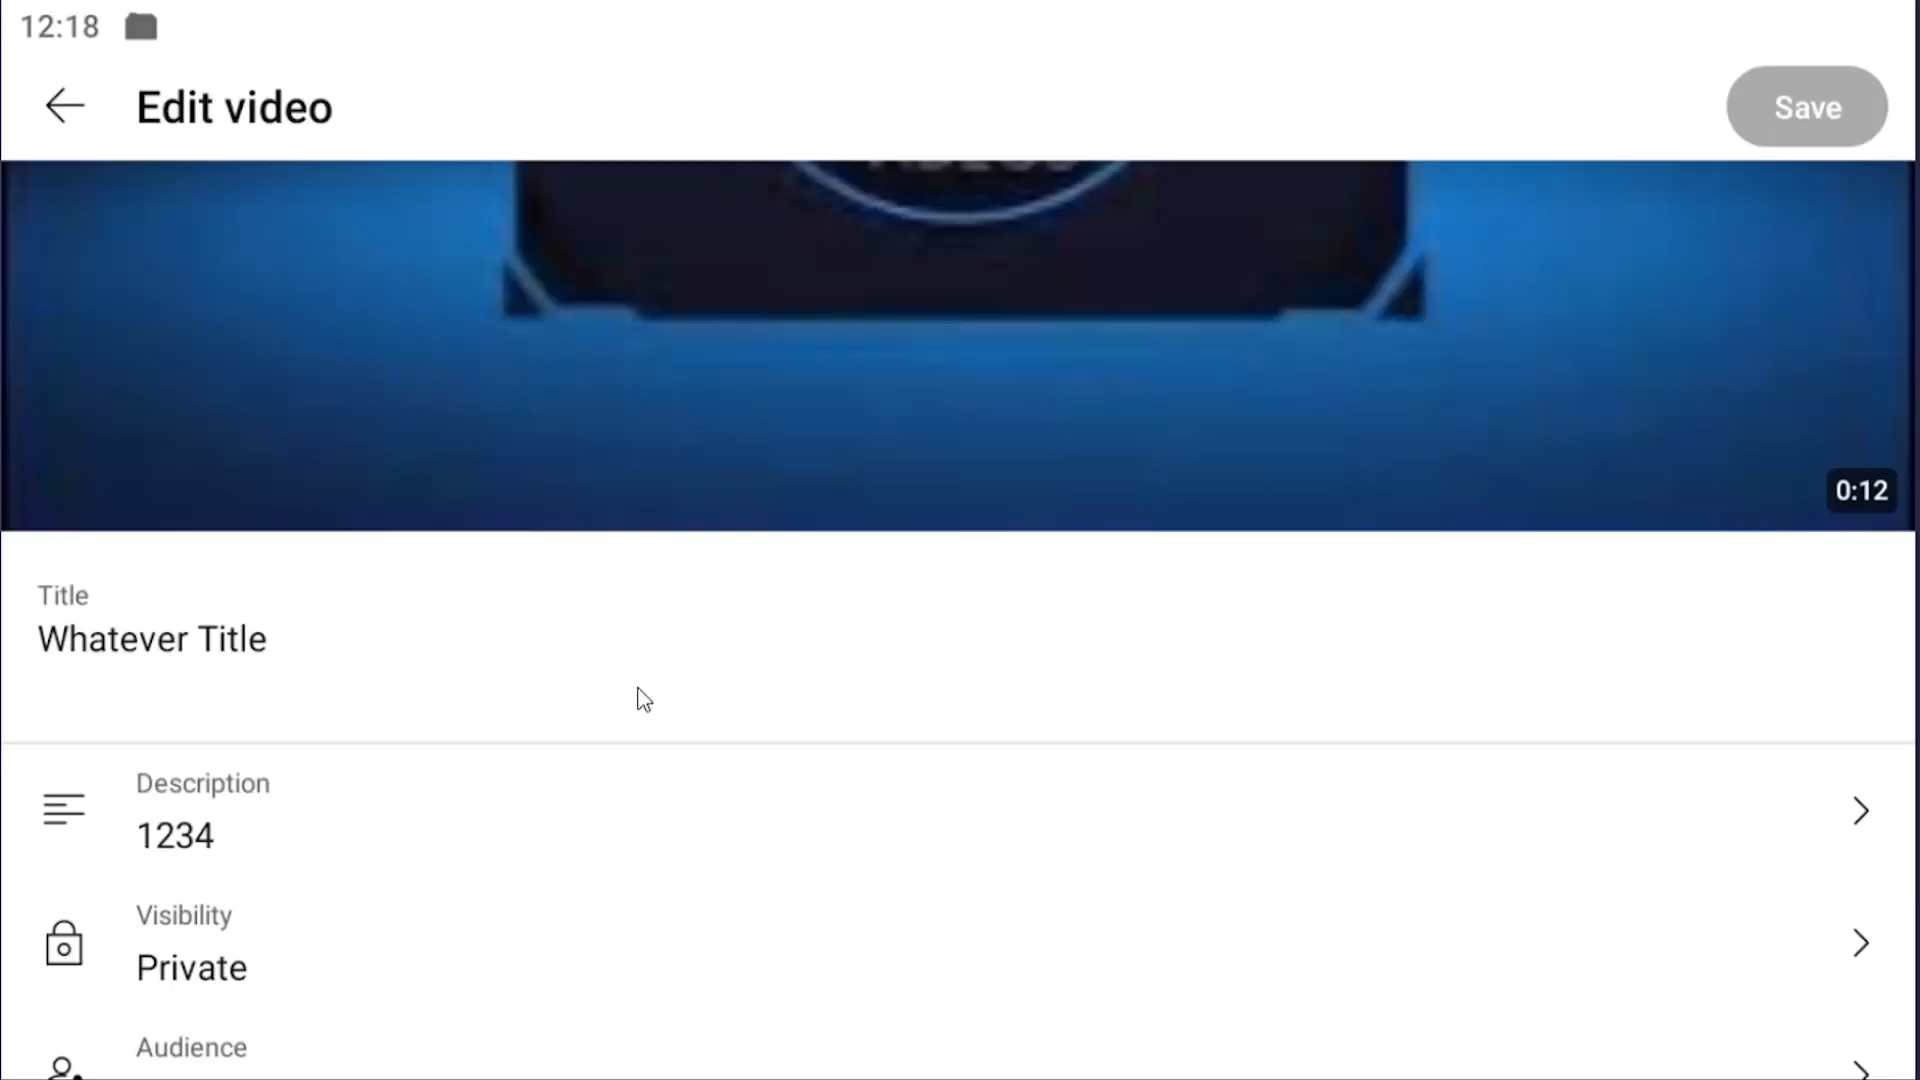 12:18
Edit video
Save
0:12
Title
Whatever Title
Description
1234
Visibility
Private
Audience